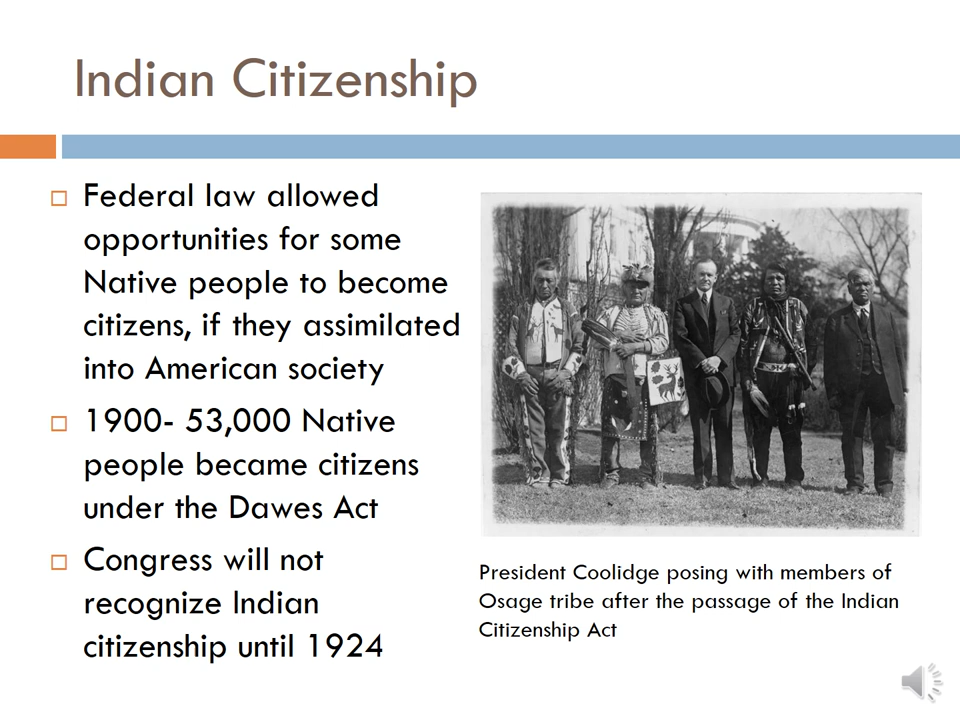 Indian Citizenship
Federal law allowed
opportunities for some
Native people to become
citizens, if they assimilated
into American society
1900- 53,000 Native
people became citizens
under the Dawes Act
Congress will not
recognize Indian
citizenship until 1924
President Coolidge posing with members of
Osage tribe after the passage of the Indian
Citizenship Act